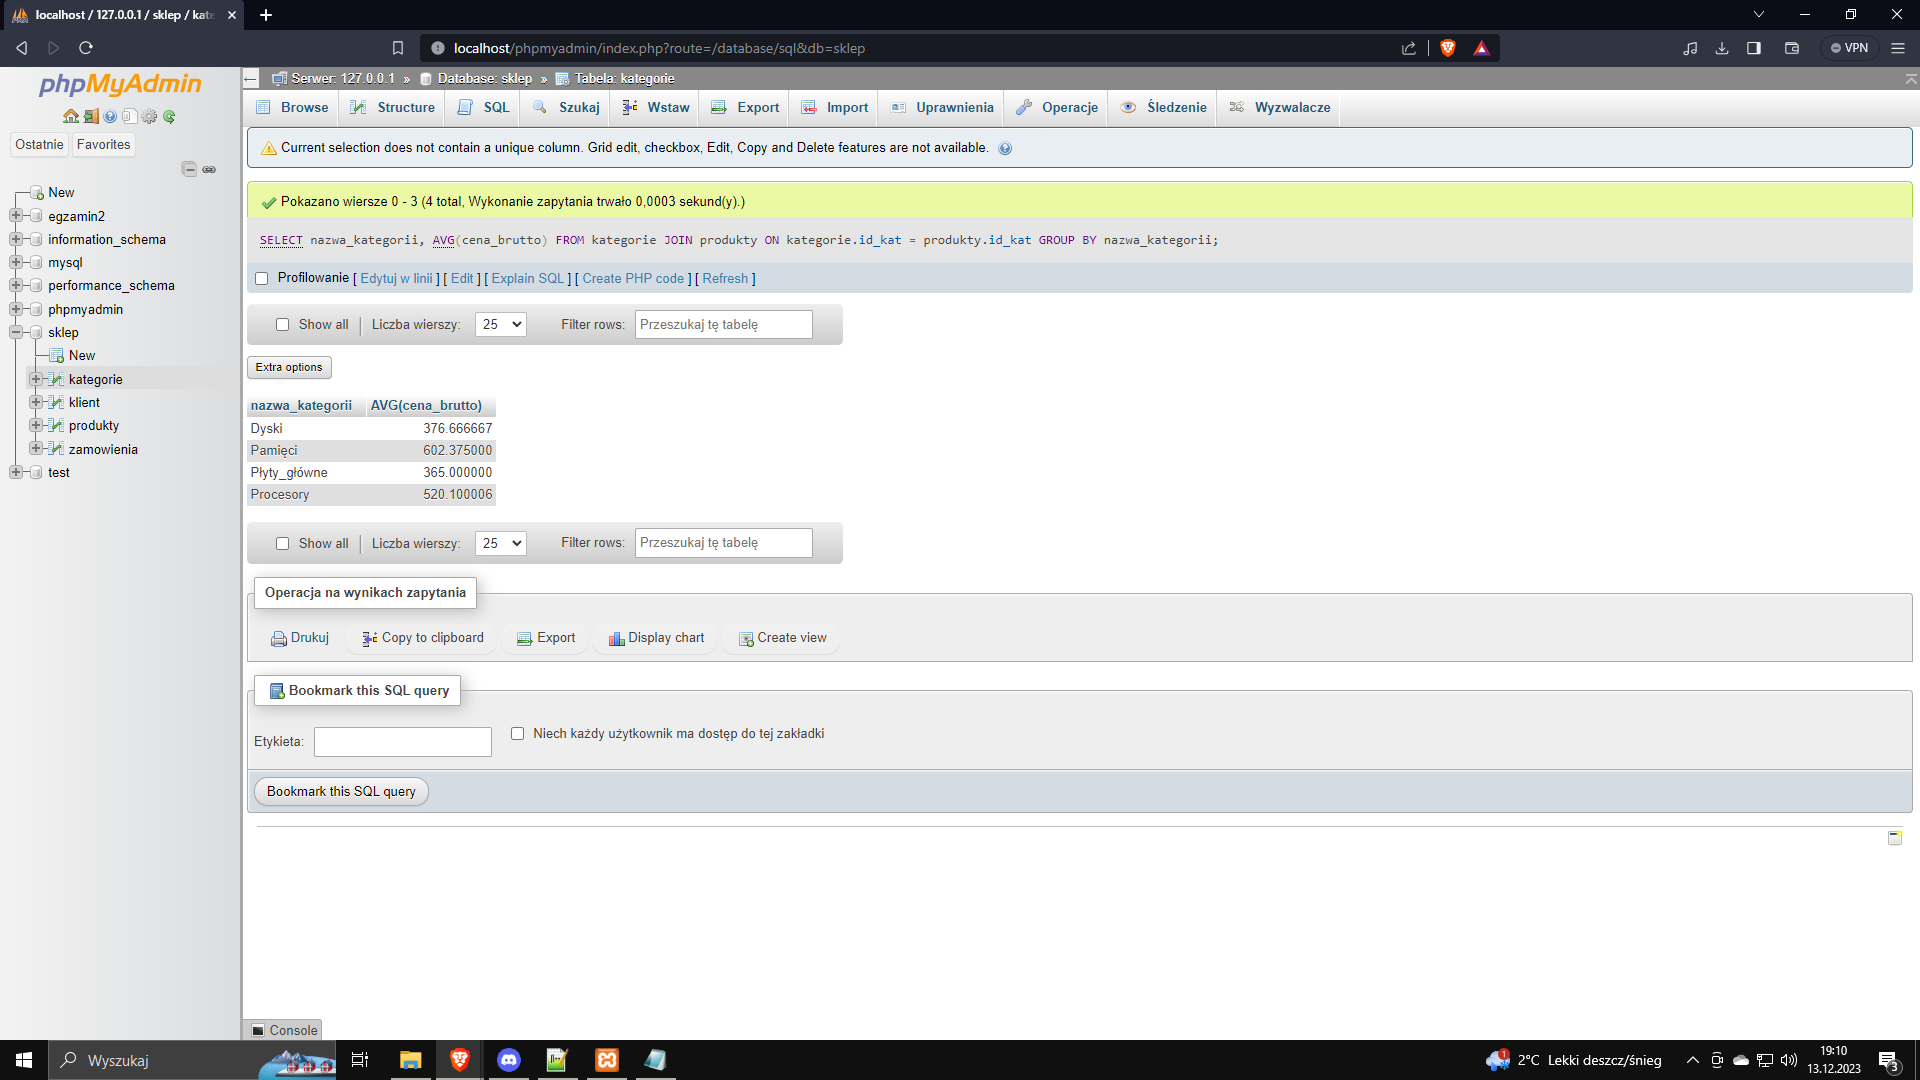 localhost / 127.0.0.1 / sklep / kate
localhost/phpmyadmin/index.php?route=/database/sql&db=sklep
VPN
phpMyAdmin
Ostatnie Favorites
New
egzamin2
information_schema
mysql
performance_schema
phpmyadmin
sklep
New
kategorie
klient
produkty
zamowienia
test
Serwer: 127.0.0.1 » Database: sklep » Tabela: kategorie
Browse Structure SQL Szukaj Wstaw Export Import Uprawnienia Operacje Śledzenie Wyzwalacze
Current selection does not contain a unique column. Grid edit, checkbox, Edit, Copy and Delete features are not available.
Pokazano wiersze 0 - 3 (4 total, Wykonanie zapytania trwało 0,0003 sekund(y).)
SELECT nazwa_kategorii, AVG(cena_brutto) FROM kategorie JOIN produkty ON kategorie.id_kat = produkty.id_kat GROUP BY nazwa_kategorii;
Profilowanie [ Edytuj w linii ] [ Edit ] [ Explain SQL ] [ Create PHP code ] [ Refresh ]
Show all Liczba wierszy: 25 Filter rows: Przeszukaj tę tabelę
Extra options
nazwa_kategorii AVG(cena_brutto)
Dyski 376.666667
Pamięci 602.375000
Płyty_główne 365.000000
Procesory 520.100006
Show all Liczba wierszy: 25 Filter rows: Przeszukaj tę tabelę
Operacja na wynikach zapytania
Drukuj Copy to clipboard Export Display chart Create view
Bookmark this SQL query
Etykieta: Niech każdy użytkownik ma dostęp do tej zakładki
Bookmark this SQL query
Console
Wyszukaj
1
2°C Lekki deszcz/śnieg
19:10
13.12.2023
3